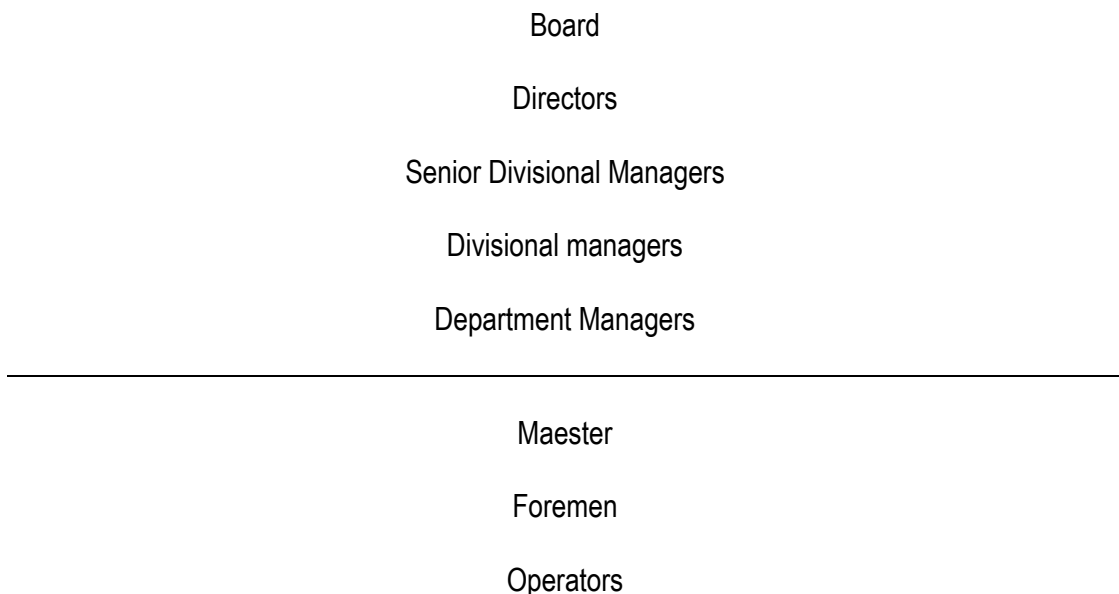 Board
Directors
Senior Divisional Managers
Divisional managers
Department Managers
Maester
Foremen
Operators